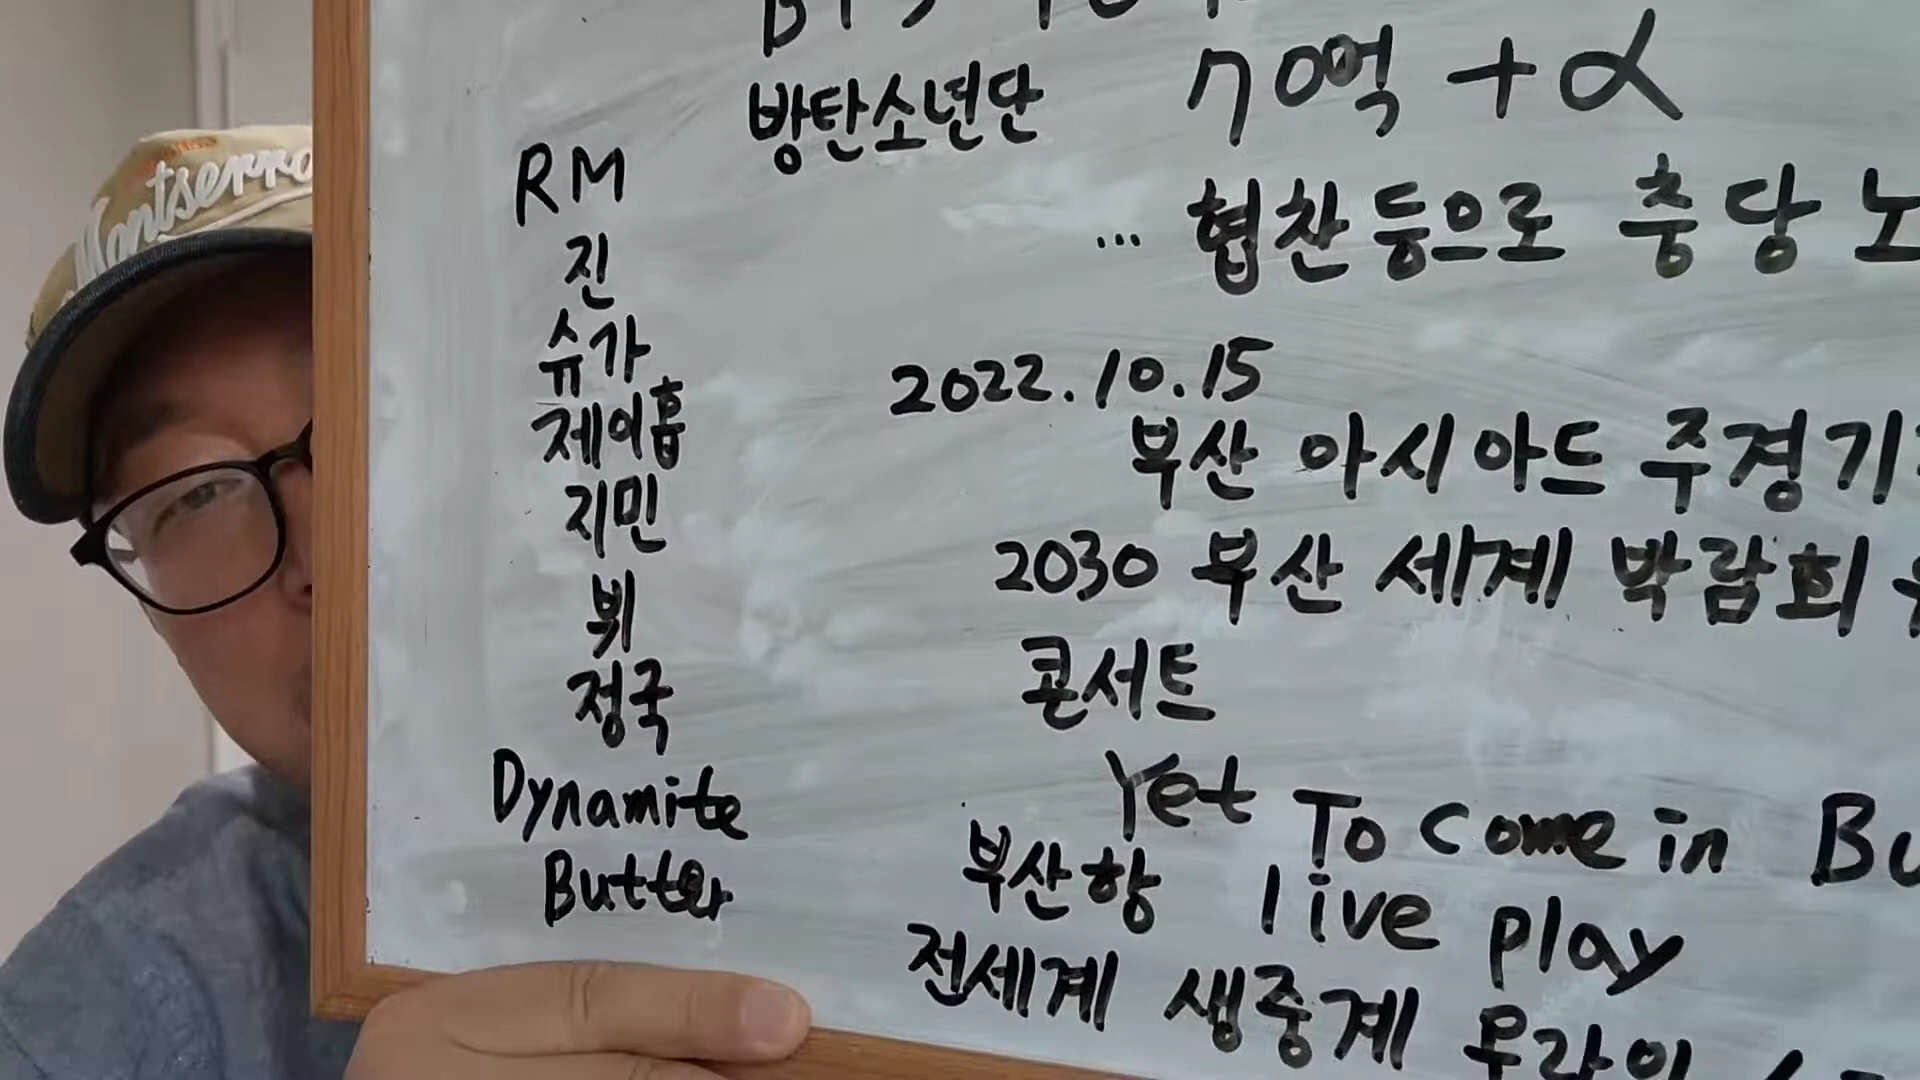 Montserra
방탄소년단 70억 + α
RM
... 협찬등으로 충당 노
진
슈가
2022.10.15
제이홉
부산 아시아드 주경기
지민
2030 부산 세계 박람회
뷔
콘서트
정국
Dynamite
Yet To Come in Bu
Butter
부산항 live play
전세계 생중계